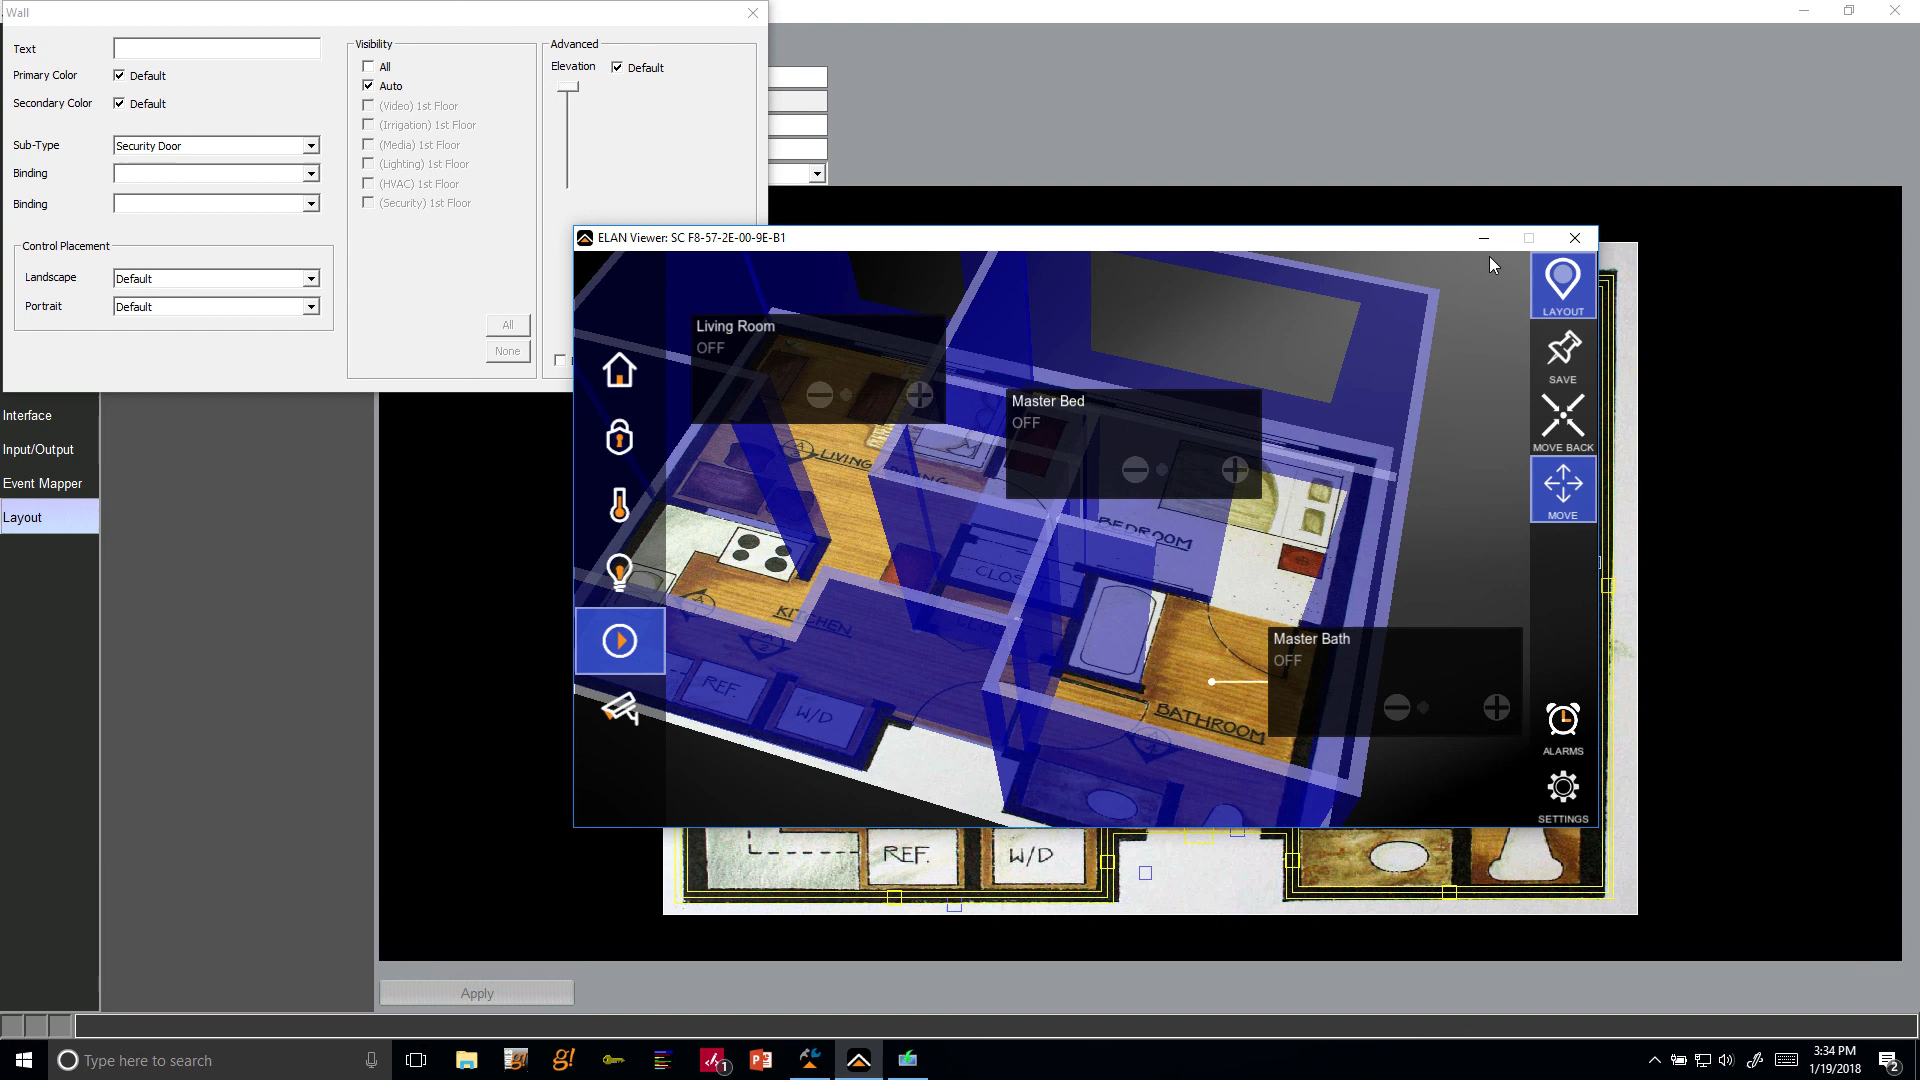 Wall
Text
Primary Color
Default
Secondary Color
Default
Sub-Type
Security Door
Binding
Binding
Control Placement
Landscape
Default
Portrait
Default
Visibility
All
Auto
(Video) 1st Floor
(Irrigation) 1st Floor
(Media) 1st Floor
(Lighting) 1st Floor
(HVAC) 1st Floor
(Security) 1st Floor
All
None
Advanced
Elevation
Default
Interface
Input/Output
Event Mapper
Layout
ELAN Viewer: SC F8-57-2E-00-9E-B1
Living Room
OFF
Master Bed
OFF
Master Bath
OFF
LIVING
DINING
BEDROOM
CLOS
KITCHEN
CLOS
REF.
W/D
BATHROOM
LAYOUT
SAVE
MOVE BACK
MOVE
ALARMS
SETTINGS
REF.
W/D
Apply
Type here to search
g!
1
3:34 PM
1/19/2018
2